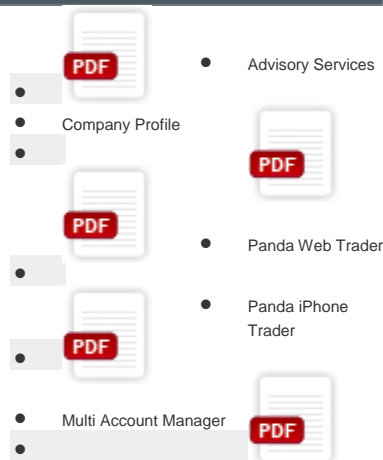 PDF
Advisory Services
Company Profile
PDF
PDF
Panda Web Trader
Panda iPhone
Trader
PDF
Multi Account Manager
PDF